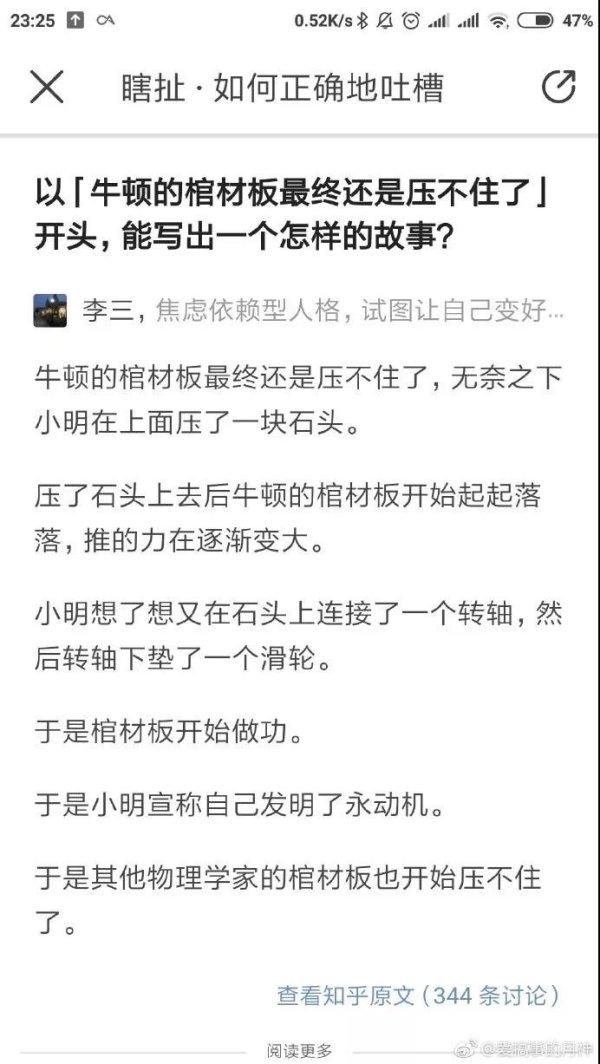 23:25
0.52K/s
47%
瞎扯 · 如何正确地吐槽
以「牛顿的棺材板最终还是压不住了」
开头，能写出一个怎样的故事？
李三，焦虑依赖型人格，试图让自己变好...
牛顿的棺材板最终还是压不住了，无奈之下
小明在上面压了一块石头。
压了石头上去后牛顿的棺材板开始起起落
落，推的力在逐渐变大。
小明想了想又在石头上连接了一个转轴，然
后转轴下垫了一个滑轮。
于是棺材板开始做功。
于是小明宣称自己发明了永动机。
于是其他物理学家的棺材板也开始压不住
了。
查看知乎原文（344 条讨论）
阅读更多
@爱搞事的月神